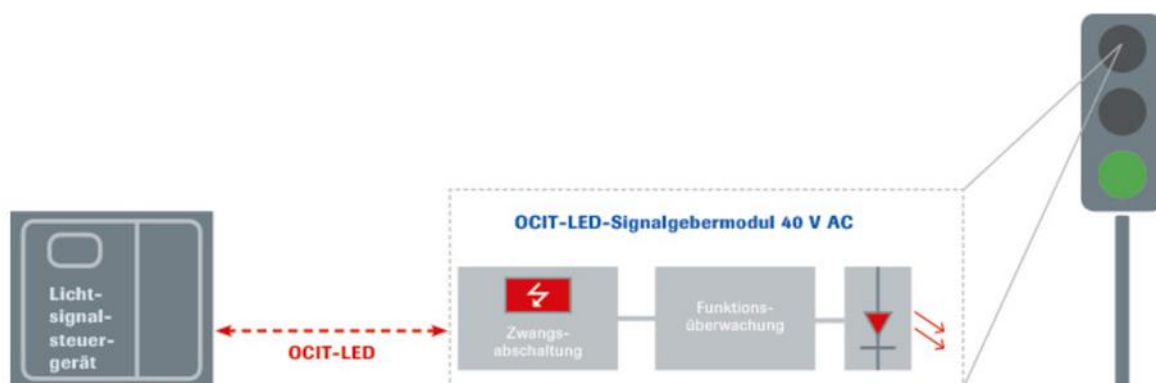 OCIT-LED-Signalgebermodul 40 V AC
Licht-
signal-
steuer-
gerät
OCIT-LED
Zwangs-
abschaltung
Funktions-
überwachung